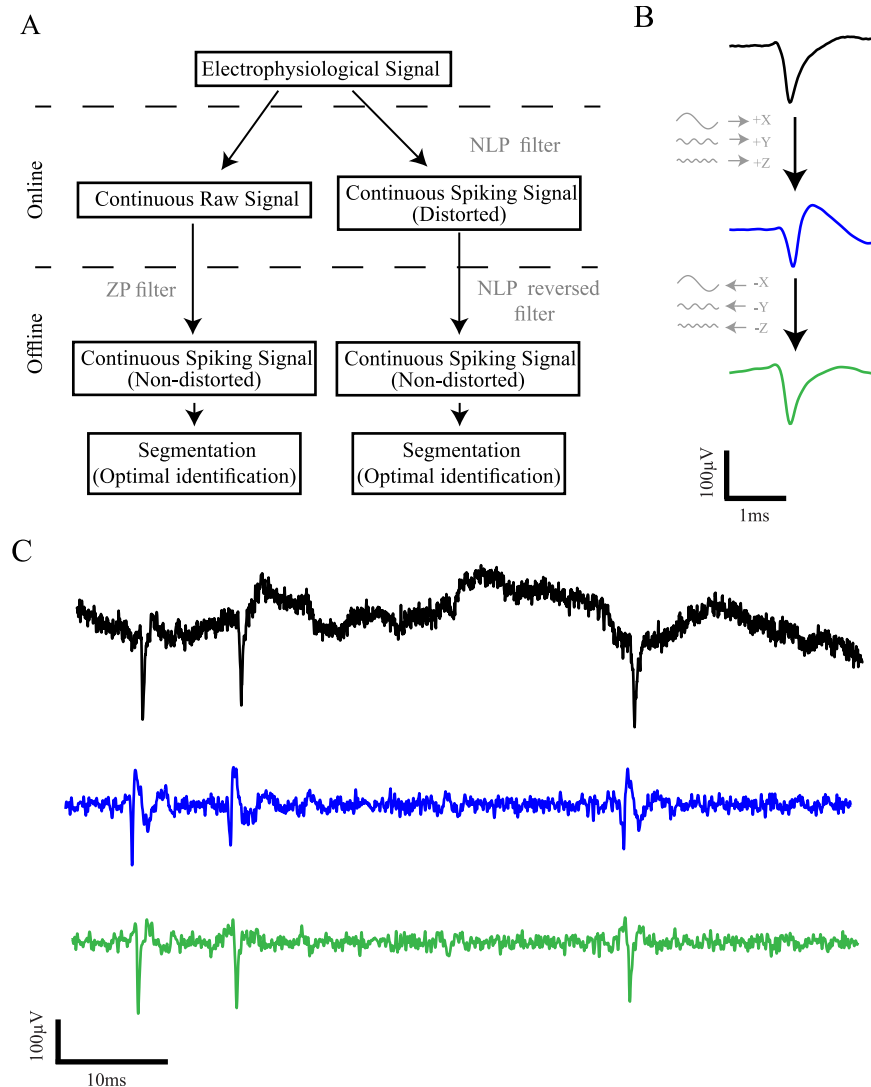 A
Electrophysiological Signal
NLP filter
Online
Continuous Raw Signal
Continuous Spiking Signal
(Distorted)
ZP filter
NLP reversed
filter
Offline
Continuous Spiking Signal
(Non-distorted)
Continuous Spiking Signal
(Non-distorted)
Segmentation
(Optimal identification)
Segmentation
(Optimal identification)
B
+X
+Y
+Z
-X
-Y
-Z
100µV
1ms
C
100µV
10ms